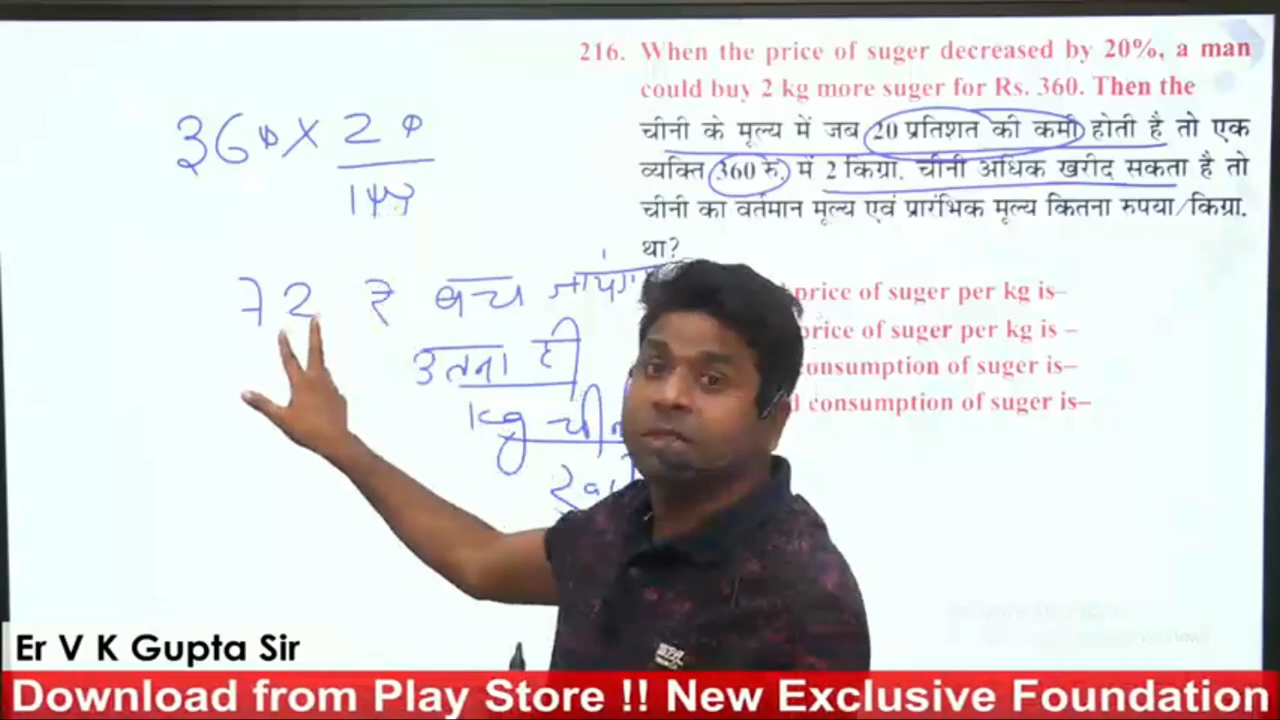 216. When the price of suger decreased by 20%, a man
could buy 2 kg more suger for Rs. 360. Then the
चीनी के मूल्य में जब 20 प्रतिशत की कमी होती है तो एक
व्यक्ति 360 रु. में 2 किग्रा. चीनी अधिक खरीद सकता है तो
चीनी का वर्तमान मूल्य एवं प्रारंभिक मूल्य कितना रुपया/किग्रा.
था?
price of suger per kg is–
price of suger per kg is –
consumption of suger is–
consumption of suger is–
360 × 20
100
72 ₹ बच
उतना ही
kg
Er V K Gupta Sir
Download from Play Store !! New Exclusive Foundation